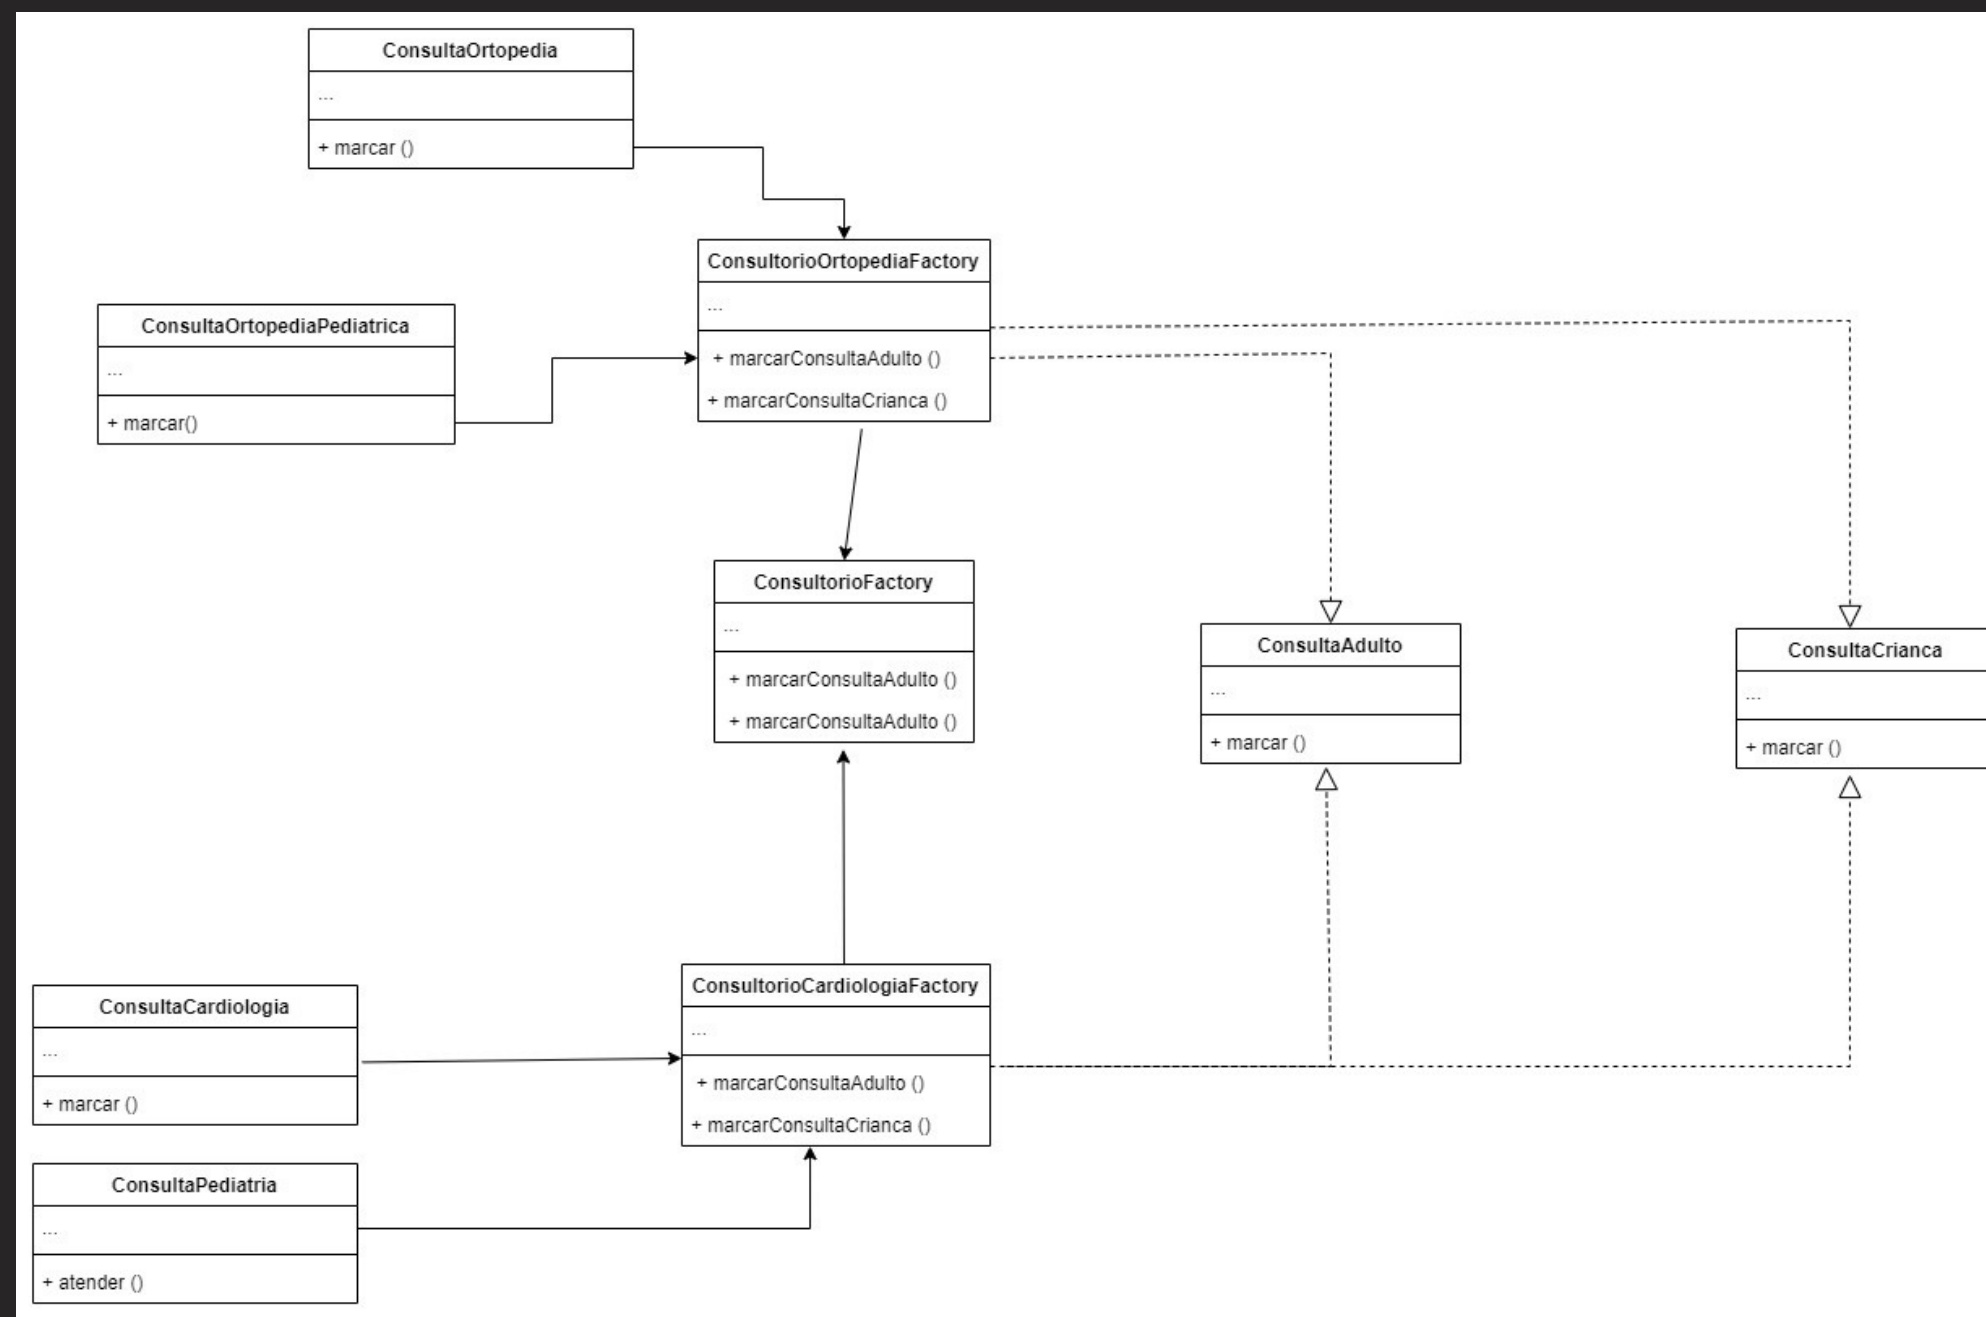 ConsultaOrtopedia
...
+ marcar ()
ConsultorioOrtopediaFactory
...
+ marcarConsultaAdulto ()
+ marcarConsultaCrianca ()
ConsultaOrtopediaPediatrica
...
+ marcar()
ConsultorioFactory
...
+ marcarConsultaAdulto ()
+ marcarConsultaAdulto ()
ConsultaAdulto
...
+ marcar ()
ConsultaCrianca
...
+ marcar ()
ConsultorioCardiologiaFactory
...
+ marcarConsultaAdulto ()
+ marcarConsultaCrianca ()
ConsultaCardiologia
...
+ marcar ()
ConsultaPediatria
...
+ atender ()